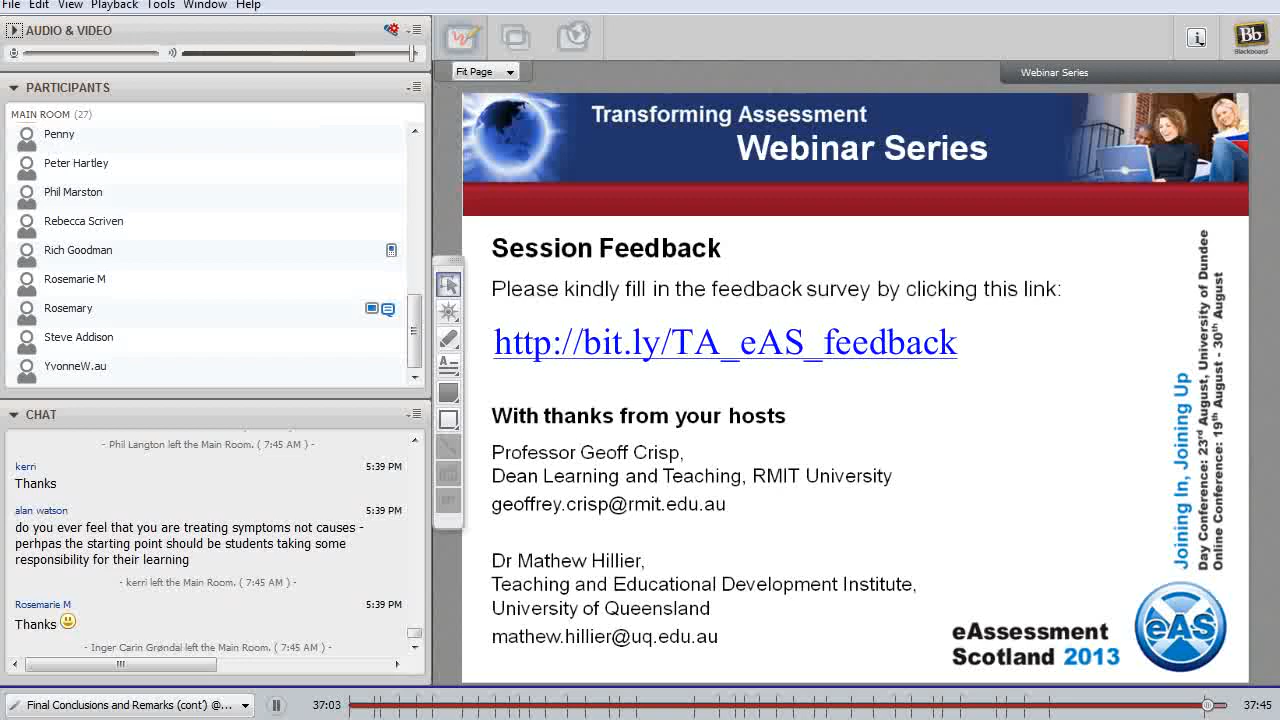 File Edit View Playback Tools Window Help
AUDIO & VIDEO
PARTICIPANTS
MAIN ROOM (27)
Penny
Peter Hartley
Phil Marston
Rebecca Scriven
Rich Goodman
Rosemarie M
Rosemary
Steve Addison
YvonneW.au
CHAT
- Phil Langton left the Main Room. ( 7:45 AM ) -
kerri 5:39 PM
Thanks
alan watson 5:39 PM
do you ever feel that you are treating symptoms not causes -
perhpas the starting point should be students taking some
responsibility for their learning
- kerri left the Main Room. ( 7:45 AM ) -
Rosemarie M 5:39 PM
Thanks
- Inger Carin Grøndal left the Main Room. ( 7:45 AM ) -
Final Conclusions and Remarks (cont') @...
37:03
37:45
Fit Page
Webinar Series
Bb
Blackboard
Transforming Assessment
Webinar Series
Session Feedback
Please kindly fill in the feedback survey by clicking this link:
http://bit.ly/TA_eAS_feedback
With thanks from your hosts
Professor Geoff Crisp,
Dean Learning and Teaching, RMIT University
geoffrey.crisp@rmit.edu.au
Dr Mathew Hillier,
Teaching and Educational Development Institute,
University of Queensland
mathew.hillier@uq.edu.au
Joining In, Joining Up
Day Conference: 23rd August, University of Dundee
Online Conference: 19th August - 30th August
eAssessment
Scotland 2013
eAS